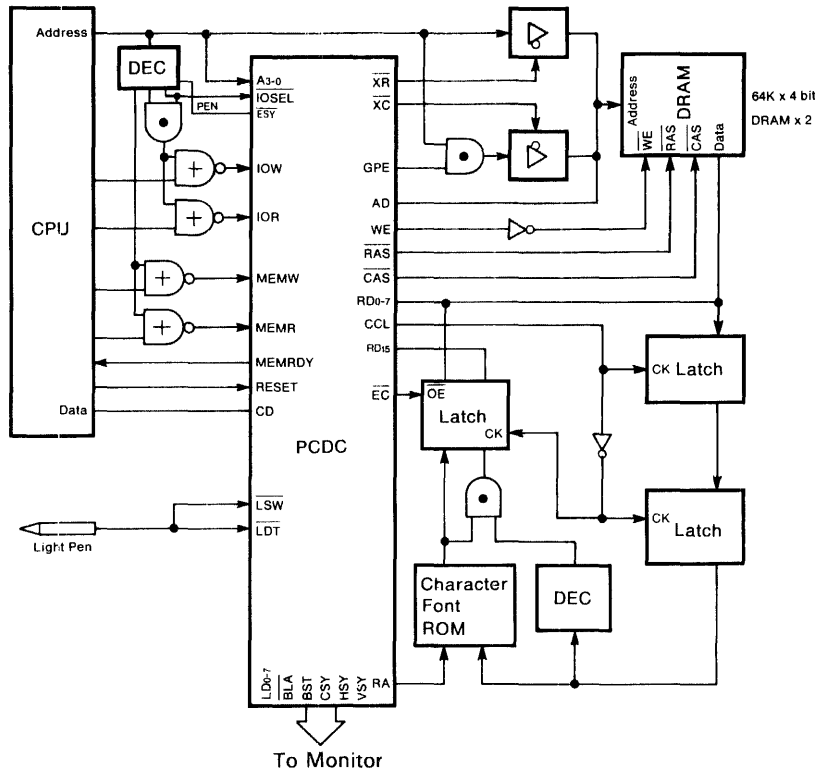 Address
DEC
PEN
CPU
Data
Light Pen
A3-0
IOSEL
ESY
IOW
IOR
MEMW
MEMR
MEMRDY
RESET
CD
LSW
LDT
PCDC
XR
XC
GPE
AD
WE
RAS
CAS
RD0-7
CCL
RD15
EC
RA
LD0-7
BLA
BST
CSY
HSY
VSY
To Monitor
Address
WE
RAS
CAS
Data
DRAM
64K x 4 bit
DRAM x 2
OE
Latch
CK
CK Latch
CK Latch
Character
Font
ROM
DEC